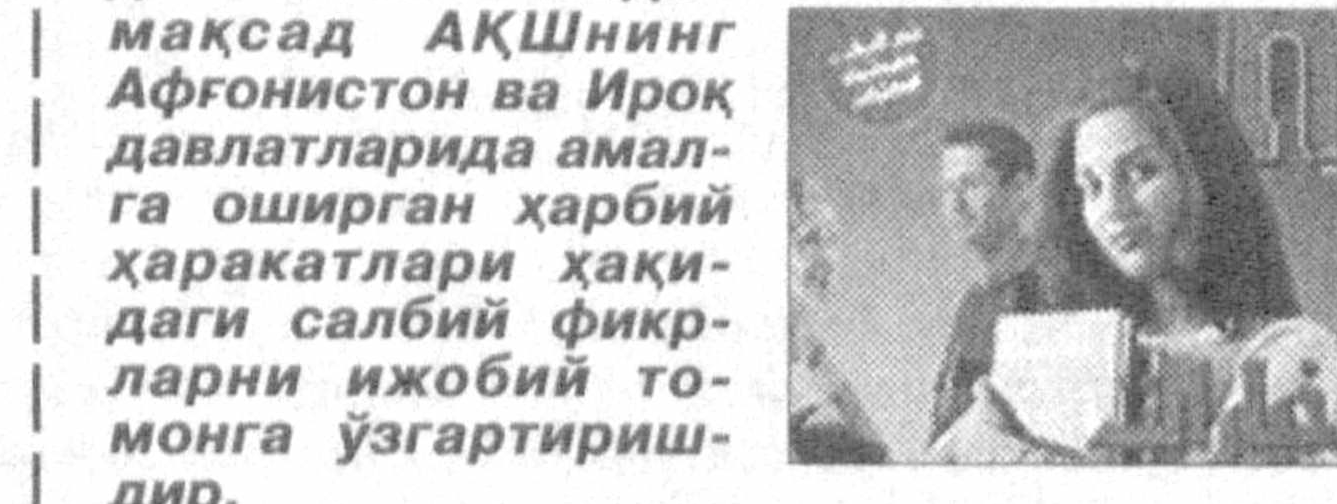 мақсад АҚШнинг
Афғонистон ва Ироқ
давлатларида амал-
га оширган ҳарбий
ҳаракатлари ҳақи-
даги салбий фикр-
ларни ижобий то-
монга ўзгартириш-
дир.